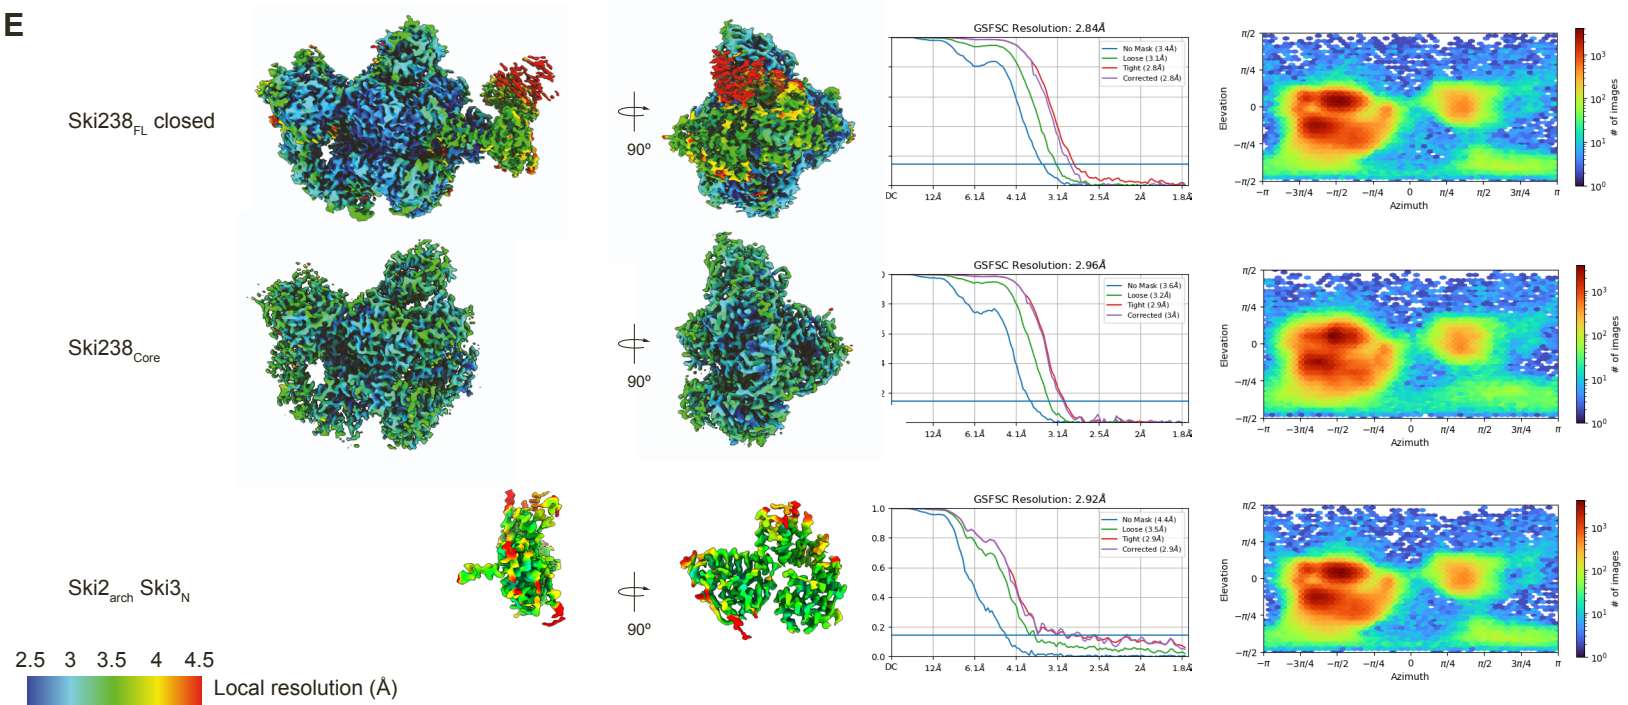 E
Ski238FL closed
90º
GSFSC Resolution: 2.84Å
No Mask (3.4Å)
Loose (3.1Å)
Tight (2.8Å)
Corrected (2.8Å)
DC 12Å 6.1Å 4.1Å 3.1Å 2.5Å 2Å 1.8Å
π/2
π/4
0
−π/4
−π/2
Elevation
−π −3π/4 −π/2 −π/4 0 π/4 π/2 3π/4 π
Azimuth
10³
10²
10¹
10⁰
# of images
Ski238Core
90º
GSFSC Resolution: 2.96Å
No Mask (3.6Å)
Loose (3.2Å)
Tight (2.9Å)
Corrected (3Å)
12Å 6.1Å 4.1Å 3.1Å 2.5Å 2Å 1.8Å
π/2
π/4
0
−π/4
−π/2
Elevation
−π −3π/4 −π/2 −π/4 0 π/4 π/2 3π/4 π
Azimuth
10³
10²
10¹
10⁰
# of images
Ski2arch Ski3N
90º
GSFSC Resolution: 2.92Å
1.0
0.8
0.6
0.4
0.2
0.0
No Mask (4.4Å)
Loose (3.5Å)
Tight (2.9Å)
Corrected (2.9Å)
DC 12Å 6.1Å 4.1Å 3.1Å 2.5Å 2Å 1.8Å
π/2
π/4
0
−π/4
−π/2
Elevation
−π −3π/4 −π/2 −π/4 0 π/4 π/2 3π/4 π
Azimuth
10³
10²
10¹
10⁰
# of images
2.5 3 3.5 4 4.5
Local resolution (Å)